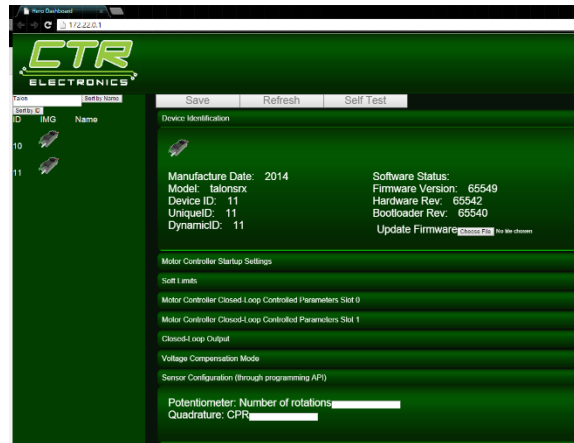 Hero Dashboard
172.22.0.1
CTR
ELECTRONICS
Talon
Sort by Name
Sort by ID
ID IMG Name
10
11
Save Refresh Self Test
Device Identification
Manufacture Date: 2014
Model: talonsrx
Device ID: 11
UniqueID: 11
DynamicID: 11
Software Status:
Firmware Version: 65549
Hardware Rev: 65542
Bootloader Rev: 65540
Update Firmware Choose File No file chosen
Motor Controller Startup Settings
Soft Limits
Motor Controller Closed-Loop Controlled Parameters Slot 0
Motor Controller Closed-Loop Controlled Parameters Slot 1
Closed-Loop Output
Voltage Compensation Mode
Sensor Configuration (through programming API)
Potentiometer: Number of rotations
Quadrature: CPR